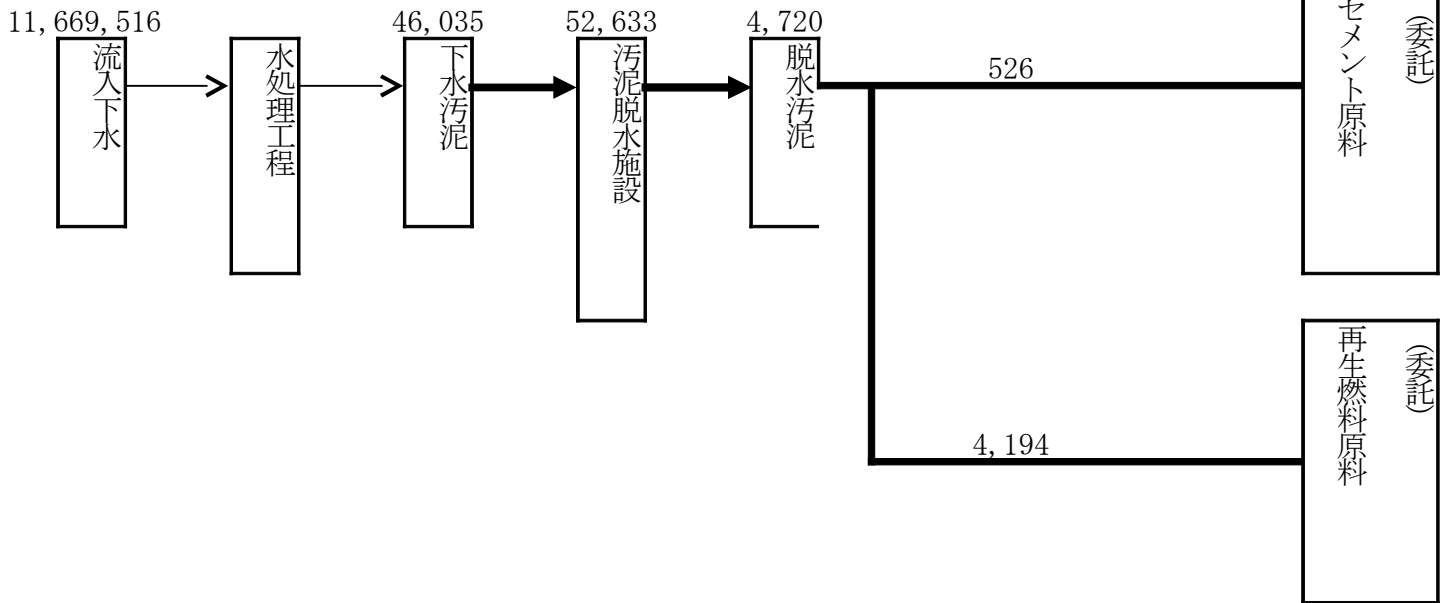 11,669,516
流入下水
水処理工程
46,035
下水汚泥
52,633
汚泥脱水施設
4,720
脱水汚泥
526
(委託)
セメント原料
4,194
(委託)
再生燃料原料